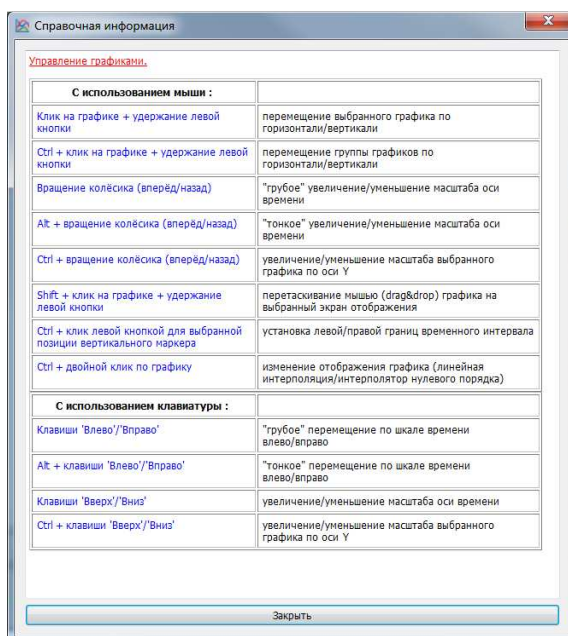 Справочная информация
Управление графиками.
С использованием мыши :
Клик на графике + удержание левой
кнопки
перемещение выбранного графика по
горизонтали/вертикали
Ctrl + клик на графике + удержание левой
кнопки
перемещение группы графиков по
горизонтали/вертикали
Вращение колёсика (вперёд/назад)
"грубое" увеличение/уменьшение масштаба оси
времени
Alt + вращение колёсика (вперёд/назад)
"тонкое" увеличение/уменьшение масштаба оси
времени
Ctrl + вращение колёсика (вперёд/назад)
увеличение/уменьшение масштаба выбранного
графика по оси Y
Shift + клик на графике + удержание
левой кнопки
перетаскивание мышью (drag&drop) графика на
выбранный экран отображения
Ctrl + клик левой кнопкой для выбранной
позиции вертикального маркера
установка левой/правой границ временного интервала
Ctrl + двойной клик по графику
изменение отображения графика (линейная
интерполяция/интерполятор нулевого порядка)
С использованием клавиатуры :
Клавиши 'Влево'/'Вправо'
"грубое" перемещение по шкале времени
влево/вправо
Alt + клавиши 'Влево'/'Вправо'
"тонкое" перемещение по шкале времени
влево/вправо
Клавиши 'Вверх'/'Вниз'
увеличение/уменьшение масштаба оси времени
Ctrl + клавиши 'Вверх'/'Вниз'
увеличение/уменьшение масштаба выбранного
графика по оси Y
Закрыть